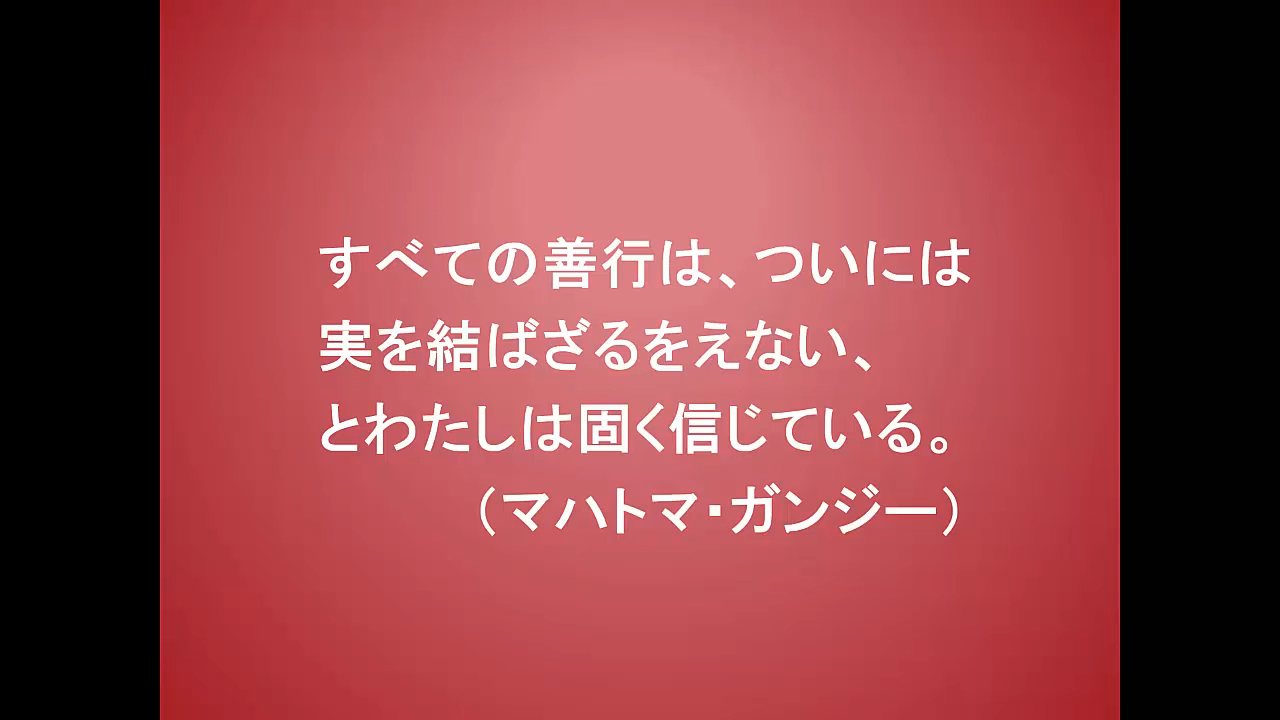 すべての善行は、ついには
実を結ばざるをえない、
とわたしは固く信じている。
（マハトマ・ガンジー）